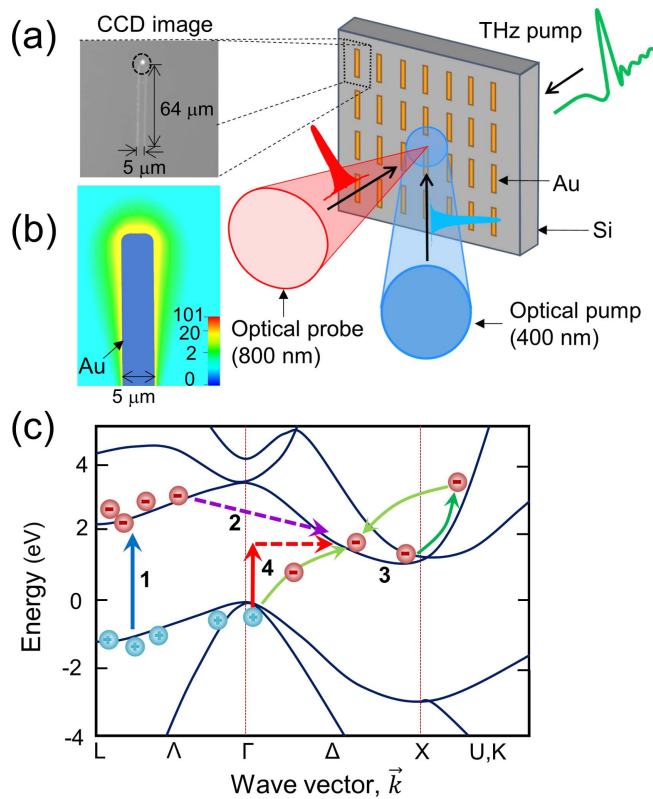 (a)
CCD image
64 μm
5 μm
THz pump
Au
Si
Optical probe
(800 nm)
Optical pump
(400 nm)
(b)
101
20
2
0
Au
5 μm
(c)
Energy (eV)
4
2
0
-2
-4
1
2
3
4
L Λ Γ Δ X U,K
Wave vector, k⃗